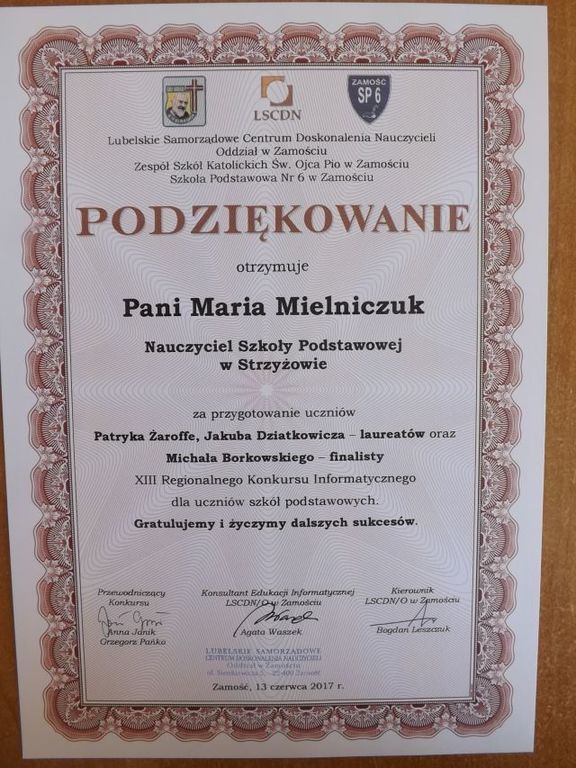 LSCDN
ZAMOŚĆ
SP 6
Lubelskie Samorządowe Centrum Doskonalenia Nauczycieli
Oddział w Zamościu
Zespół Szkół Katolickich Św. Ojca Pio w Zamościu
Szkoła Podstawowa Nr 6 w Zamościu
PODZIĘKOWANIE
otrzymuje
Pani Maria Mielniczuk
Nauczyciel Szkoły Podstawowej
w Strzyżowie
za przygotowanie uczniów
Patryka Żaroffe, Jakuba Dziatkowicza – laureatów oraz
Michała Borkowskiego – finalisty
XIII Regionalnego Konkursu Informatycznego
dla uczniów szkół podstawowych.
Gratulujemy i życzymy dalszych sukcesów.
Przewodniczący
Konkursu
Anna Janik
Grzegorz Pańko
Konsultant Edukacji Informatycznej
LSCDN/O w Zamościu
Agata Waszek
Kierownik
LSCDN/O w Zamościu
Bogdan Leszczuk
LUBELSKIE SAMORZĄDOWE
CENTRUM DOSKONALENIA NAUCZYCIELI
Oddział w Zamościu
22-400 Zamość
Zamość, 13 czerwca 2017 r.